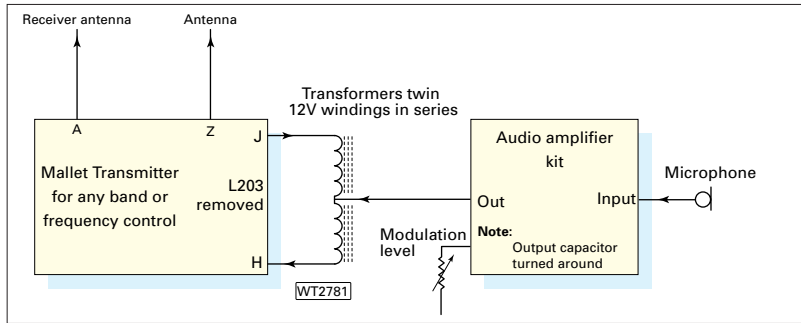 Receiver antenna
Antenna
Transformers twin
12V windings in series
A
Z
J
Mallet Transmitter
for any band or
frequency control
L203
removed
H
WT2781
Modulation
level
Audio amplifier
kit
Out
Input
Note:
Output capacitor
turned around
Microphone